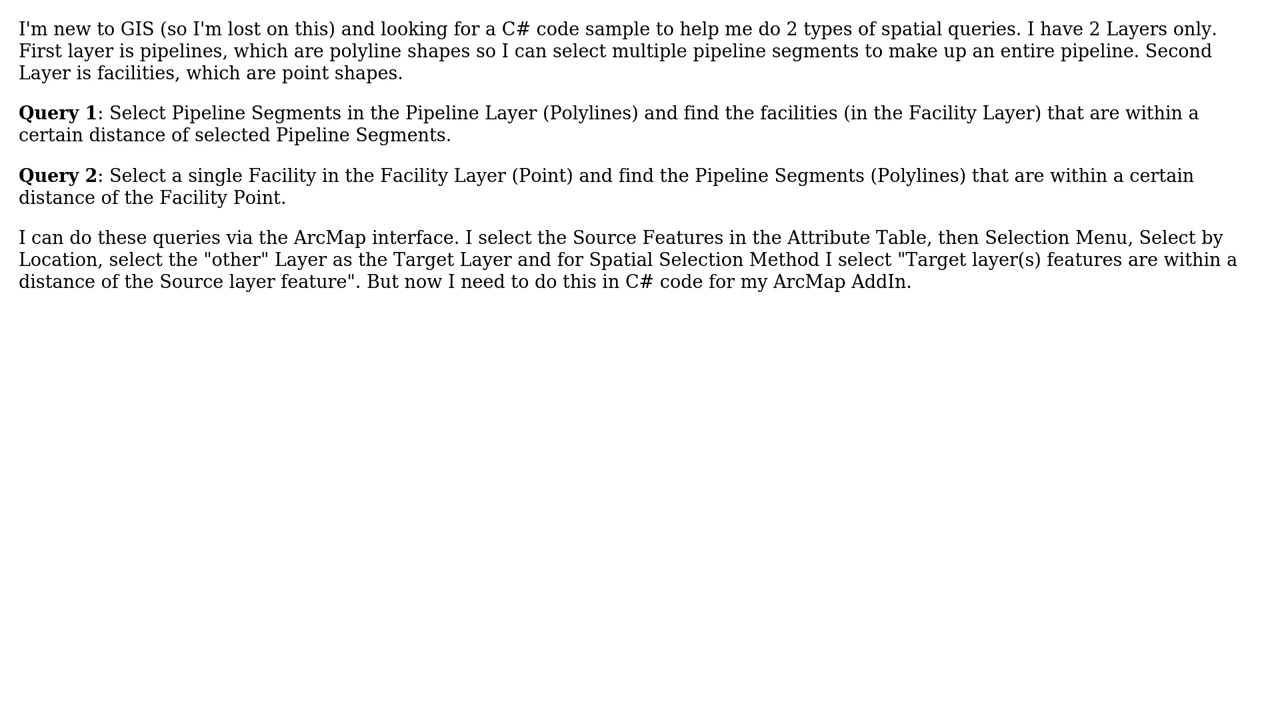 I'm new to GIS (so I'm lost on this) and looking for a C# code sample to help me do 2 types of spatial queries. I have 2 Layers only.
First layer is pipelines, which are polyline shapes so I can select multiple pipeline segments to make up an entire pipeline. Second
Layer is facilities, which are point shapes.
Query 1: Select Pipeline Segments in the Pipeline Layer (Polylines) and find the facilities (in the Facility Layer) that are within a
certain distance of selected Pipeline Segments.
Query 2: Select a single Facility in the Facility Layer (Point) and find the Pipeline Segments (Polylines) that are within a certain
distance of the Facility Point.
I can do these queries via the ArcMap interface. I select the Source Features in the Attribute Table, then Selection Menu, Select by
Location, select the "other" Layer as the Target Layer and for Spatial Selection Method I select "Target layer(s) features are within a
distance of the Source layer feature". But now I need to do this in C# code for my ArcMap AddIn.